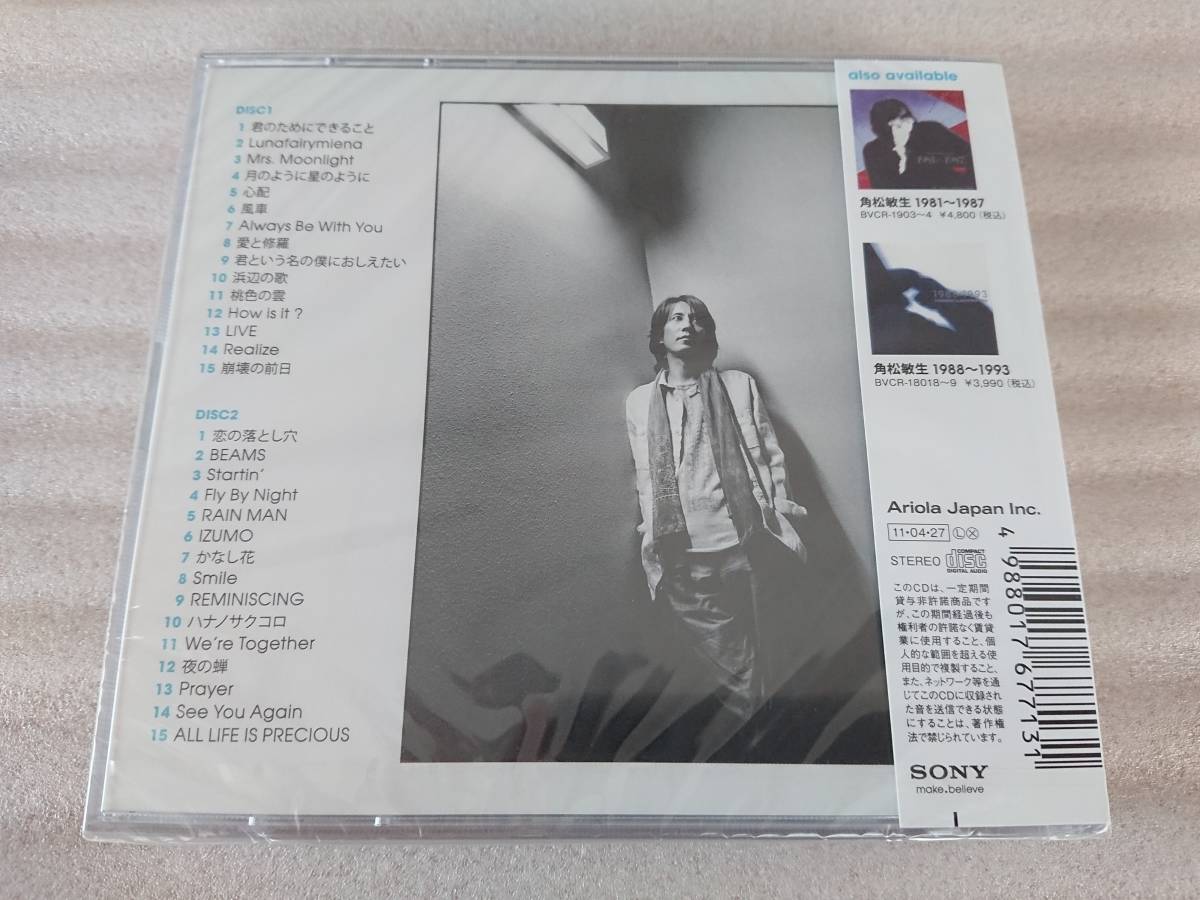 DISC1
1 君のためにできること
2 Lunafairymiena
3 Mrs. Moonlight
4 月のように星のように
5 心配
6 風車
7 Always Be With You
8 愛と修羅
9 君という名の僕におしえたい
10 浜辺の歌
11 桃色の雲
12 How is it ?
13 LIVE
14 Realize
15 崩壊の前日
DISC2
1 恋の落とし穴
2 BEAMS
3 Startin'
4 Fly By Night
5 RAIN MAN
6 IZUMO
7 かなし花
8 Smile
9 REMINISCING
10 ハナノサクコロ
11 We're Together
12 夜の蝉
13 Prayer
14 See You Again
15 ALL LIFE IS PRECIOUS
also available
1981-1987
角松敏生 1981〜1987
BVCR-1903〜4 ¥4,800 (税込)
1988-1993
角松敏生 1988〜1993
BVCR-18018〜9 ¥3,990 (税込)
Ariola Japan Inc.
11・04・27 Ⓛ Ⓧ
STEREO COMPACT disc DIGITAL AUDIO
このCDは、一定期間
貸与非許諾商品です
が、この期間経過後も
権利者の許諾なく賃貸
業に使用すること、個
人的な範囲を超える使
用目的で複製すること、
また、ネットワーク等を通
じてこのCDに収録され
た音を送信できる状態
にすることは、著作権
法で禁じられています。
4 988017 677131
SONY
make.believe